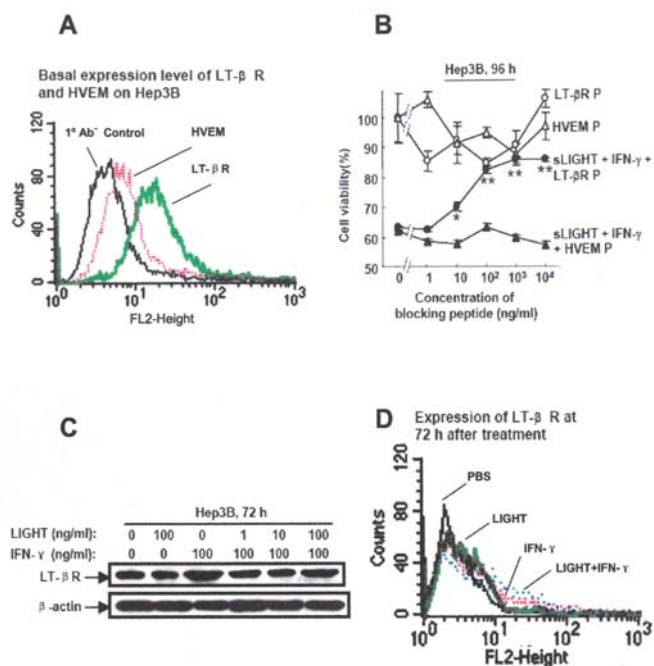 A
Basal expression level of LT-β R
and HVEM on Hep3B
1º Ab⁻ Control
HVEM
LT-βR
Counts
120
80
40
0
10⁰ 10¹ 10² 10³
FL2-Height
B
Hep3B, 96 h
LT-βR P
HVEM P
sLIGHT + IFN-γ +
LT-βR P
sLIGHT + IFN-γ
+ HVEM P
Cell viability(%)
100
90
80
70
60
50
* ** ** **
0 1 10 10² 10³ 10⁴
Concentration of
blocking peptide (ng/ml)
C
Hep3B, 72 h
LIGHT (ng/ml): 0 100 0 1 10 100
IFN-γ (ng/ml): 0 0 100 100 100 100
LT-βR
β-actin
D
Expression of LT-β R at
72 h after treatment
PBS
LIGHT
IFN-γ
LIGHT+IFN-γ
Counts
120
80
40
0
10⁰ 10¹ 10² 10³
FL2-Height